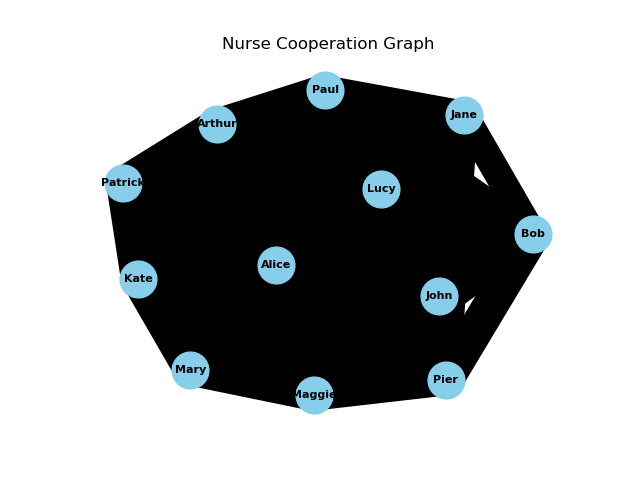 Nurse Cooperation Graph
Paul
Jane
Arthur
Patrick
Lucy
Bob
Alice
Kate
John
Mary
Pier
Maggie